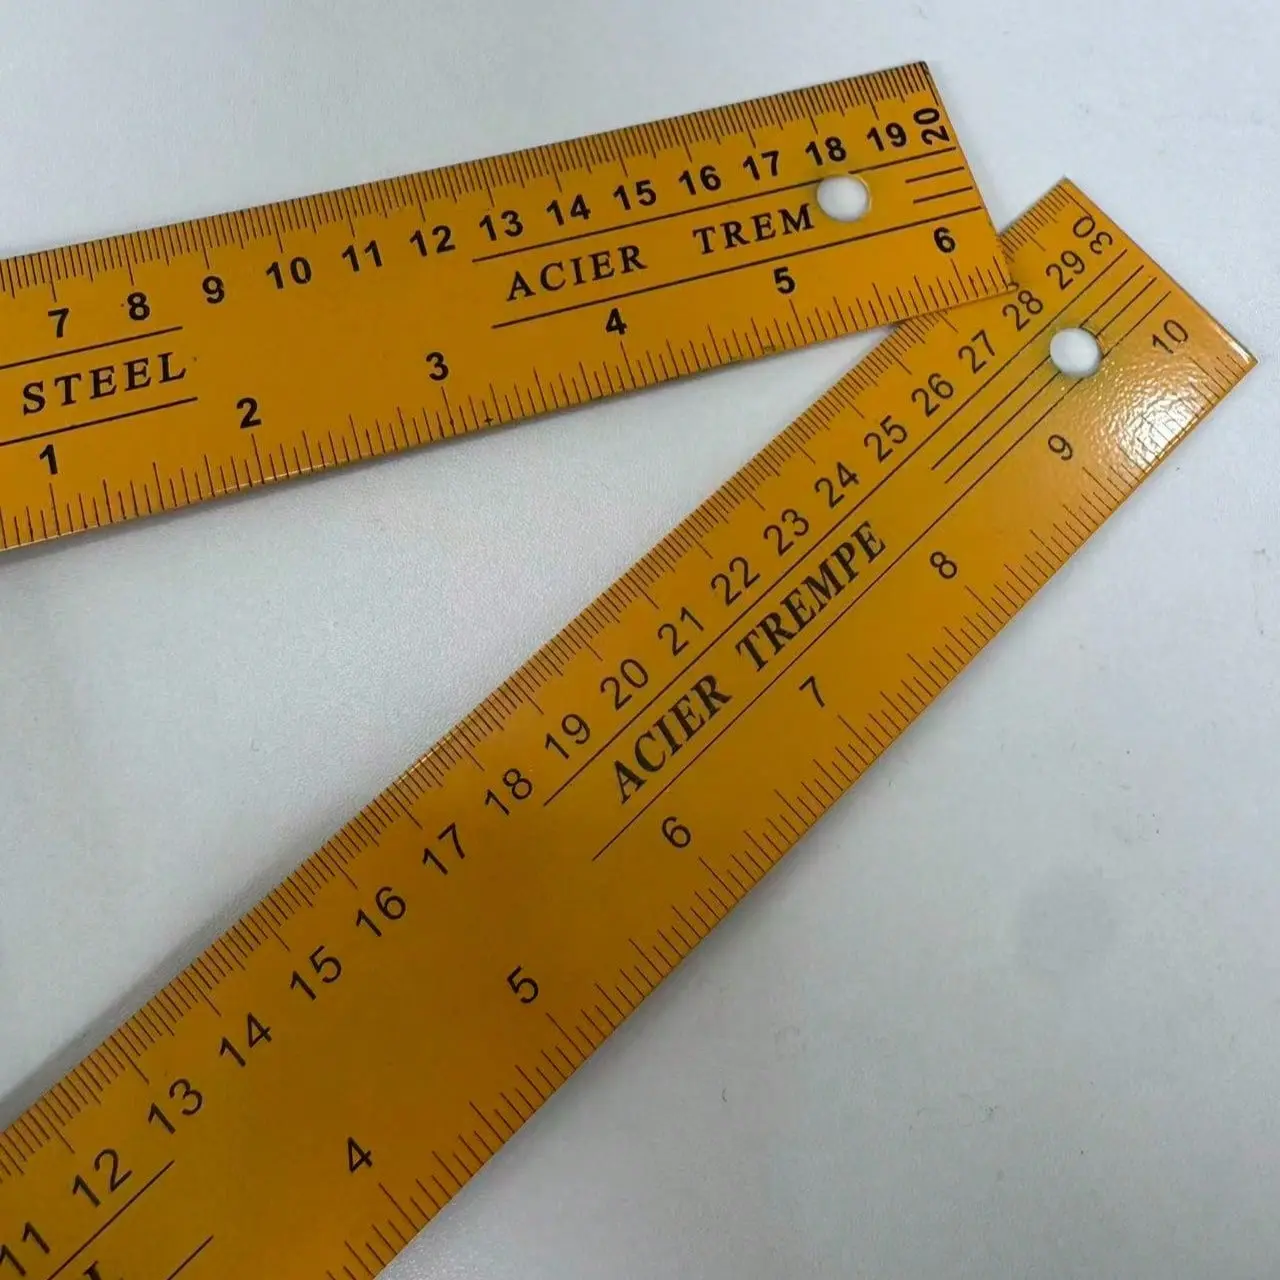 7 8 9 10 11 12 13 14 15 16 17 18 19 20
STEEL ACIER TREM
1 2 3 4 5 6
11 12 13 14 15 16 17 18 19 20 21 22 23 24 25 26 27 28 29 30
L ACIER TREMPE
4 5 6 7 8 9 10